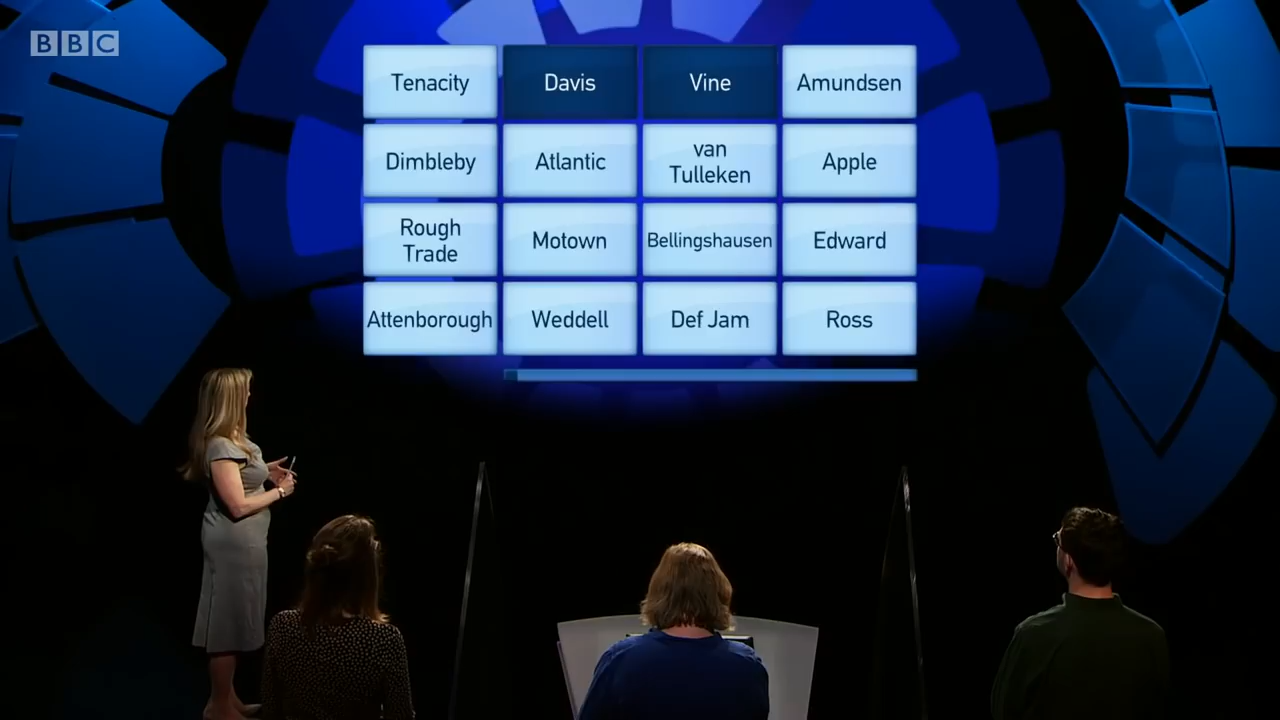 BBC
Tenacity
Davis
Vine
Amundsen
Dimbleby
Atlantic
van
Tulleken
Apple
Rough
Trade
Motown
Bellingshausen
Edward
Attenborough
Weddell
Def Jam
Ross